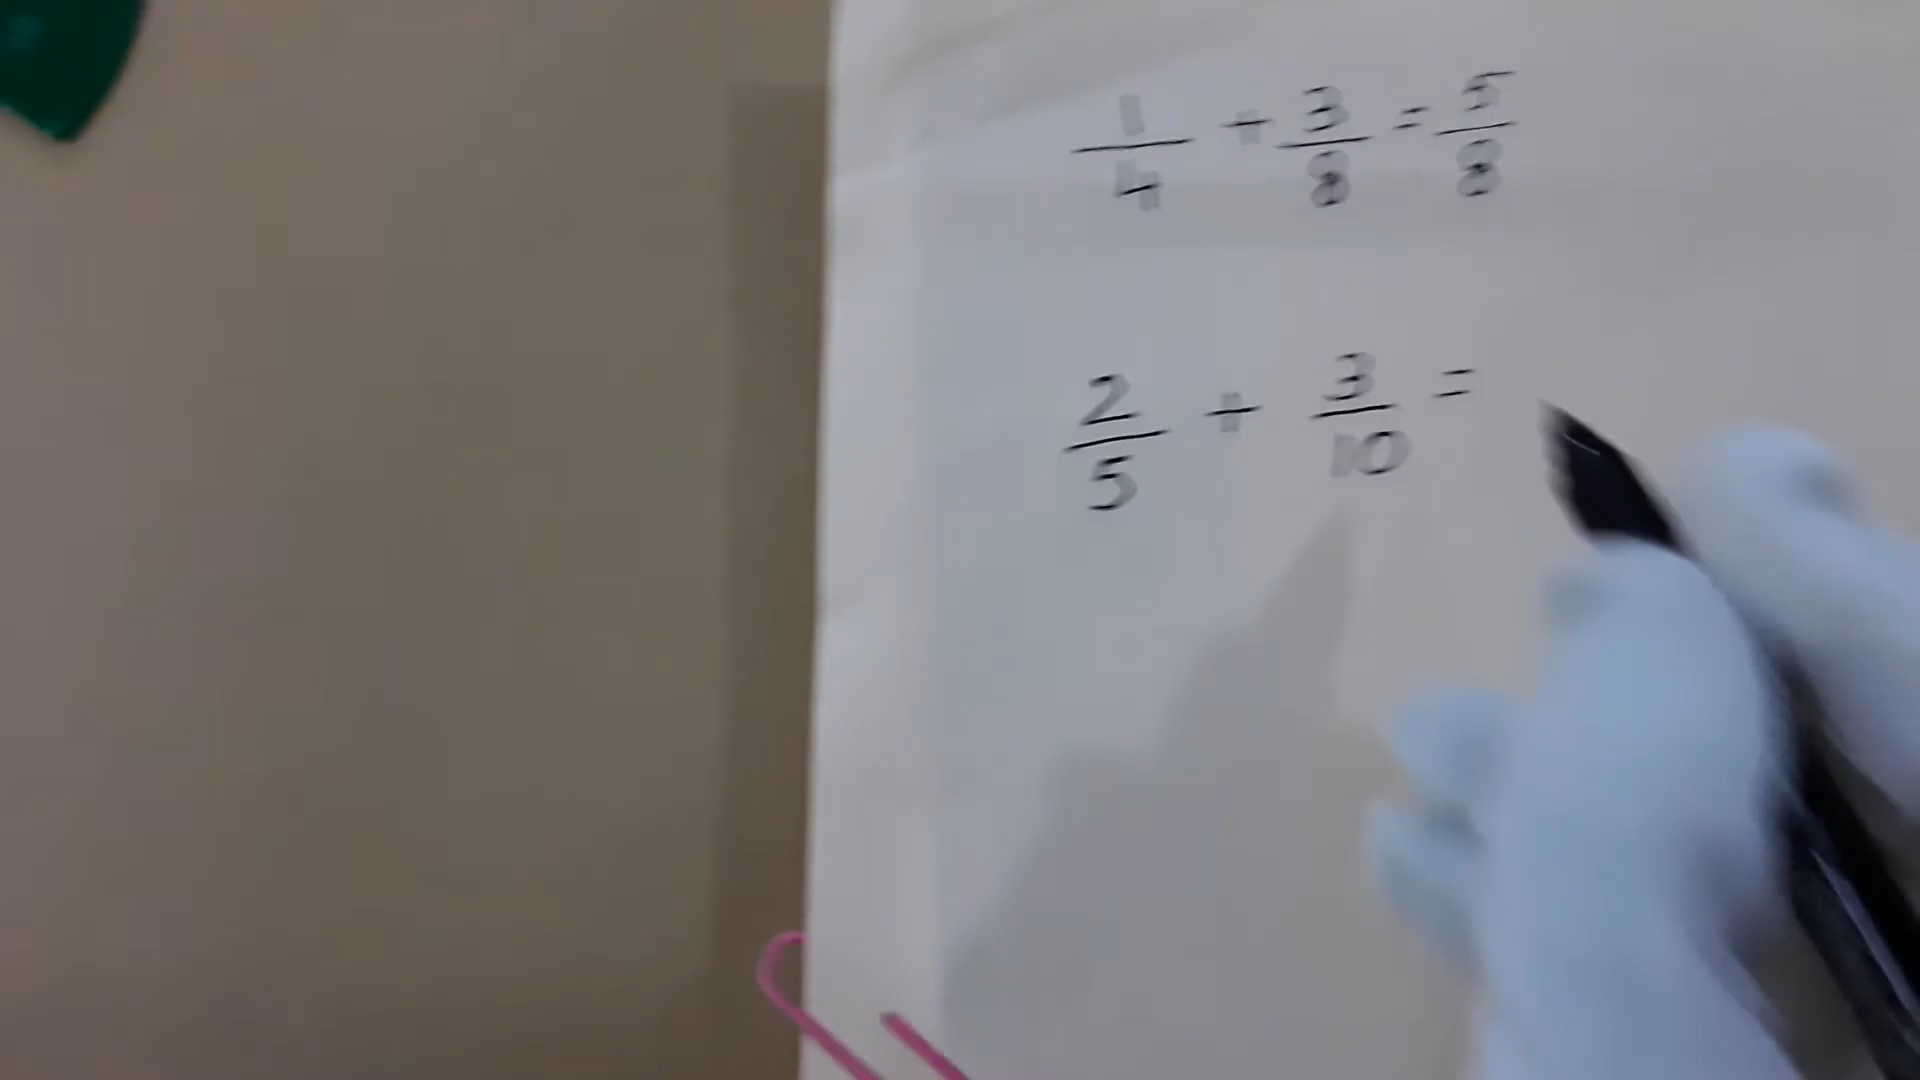 1/4 + 3/8 = 5/8
2/5 + 3/10 =